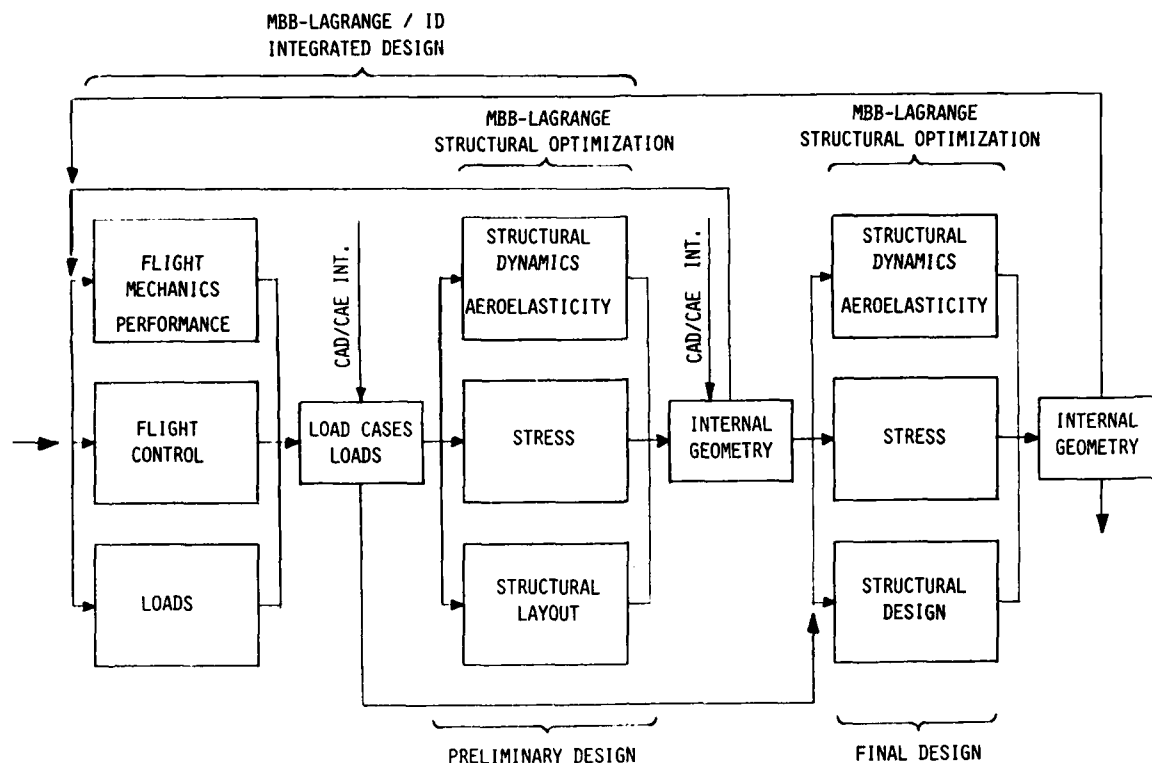 MBB-LAGRANGE / ID
INTEGRATED DESIGN
MBB-LAGRANGE
STRUCTURAL OPTIMIZATION
MBB-LAGRANGE
STRUCTURAL OPTIMIZATION
FLIGHT
MECHANICS
PERFORMANCE
CAD/CAE INT.
STRUCTURAL
DYNAMICS
AEROELASTICITY
CAD/CAE INT.
STRUCTURAL
DYNAMICS
AEROELASTICITY
FLIGHT
CONTROL
LOAD CASES
LOADS
STRESS
INTERNAL
GEOMETRY
STRESS
INTERNAL
GEOMETRY
LOADS
STRUCTURAL
LAYOUT
STRUCTURAL
DESIGN
PRELIMINARY DESIGN
FINAL DESIGN